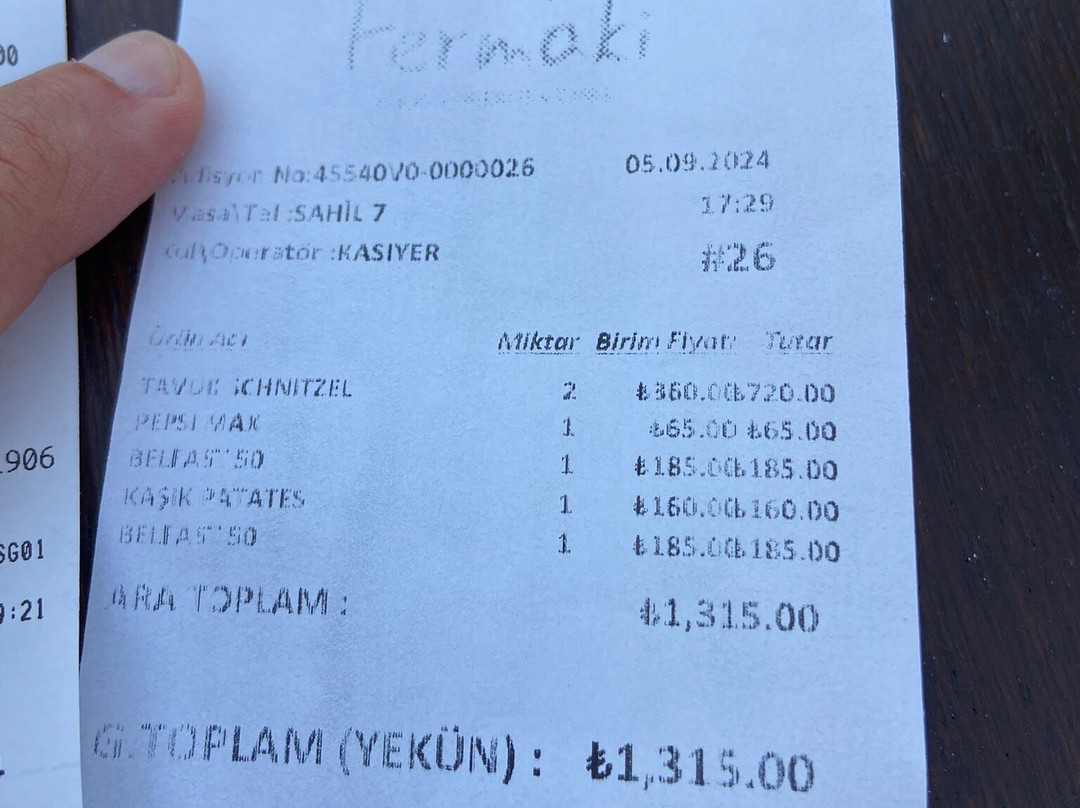 Fermaki
Adisyon No:45540V0-0000026 05.09.2024
Masa\Tel :SAHİL 7 17:29
Kul\Operatör :KASIYER #26
Ürün Adı Miktar Birim Fiyatı Tutar
TAVUK SCHNITZEL 2 ₺360.00₺720.00
PEPSI MAX 1 ₺65.00 ₺65.00
BELFAST 50 1 ₺185.00₺185.00
KAŞIK PATATES 1 ₺160.00₺160.00
BELFAST 50 1 ₺185.00₺185.00
ARA TOPLAM : ₺1,315.00
G.TOPLAM (YEKÜN) : ₺1,315.00
00
1906
SG01
9:21